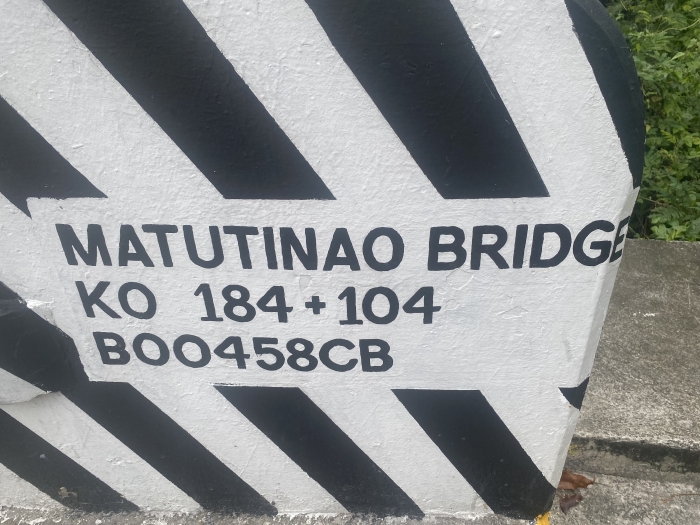 MATUTINAO BRIDGE
KO 184+104
B00458CB